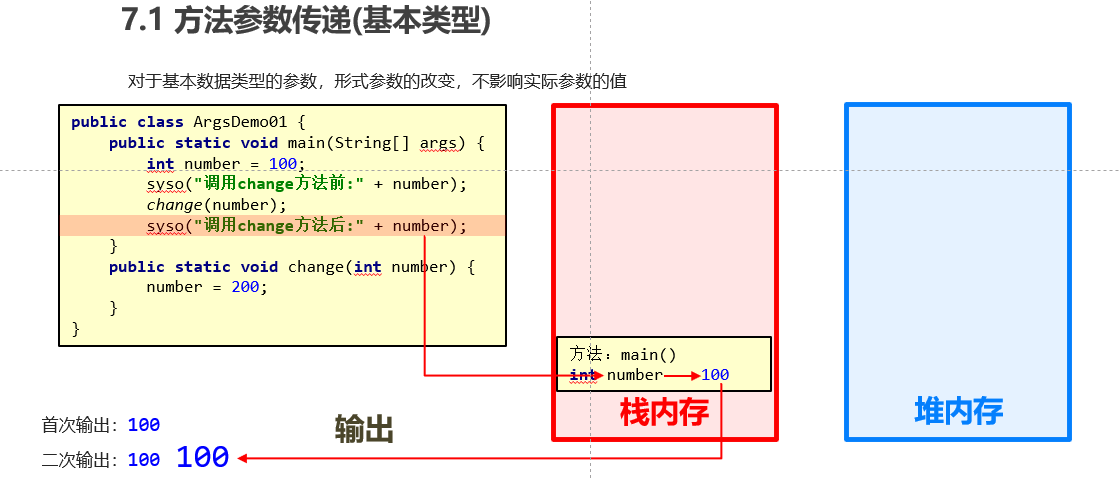 7.1 方法参数传递(基本类型)
对于基本数据类型的参数，形式参数的改变，不影响实际参数的值
public class ArgsDemo01 {
public static void main(String[] args) {
int number = 100;
syso("调用change方法前:" + number);
change(number);
syso("调用change方法后:" + number);
}
public static void change(int number) {
number = 200;
}
}
方法：main()
int number 100
栈内存
堆内存
输出
首次输出：100
二次输出：100 100